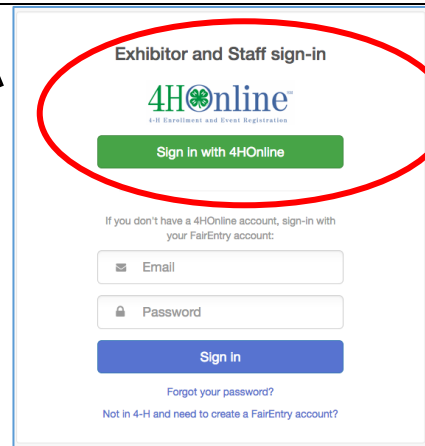 Exhibitor and Staff sign-in
4HOnline™
4-H Enrollment and Event Registration
Sign in with 4HOnline
If you don't have a 4HOnline account, sign-in with
your FairEntry account:
Email
Password
Sign in
Forgot your password?
Not in 4-H and need to create a FairEntry account?